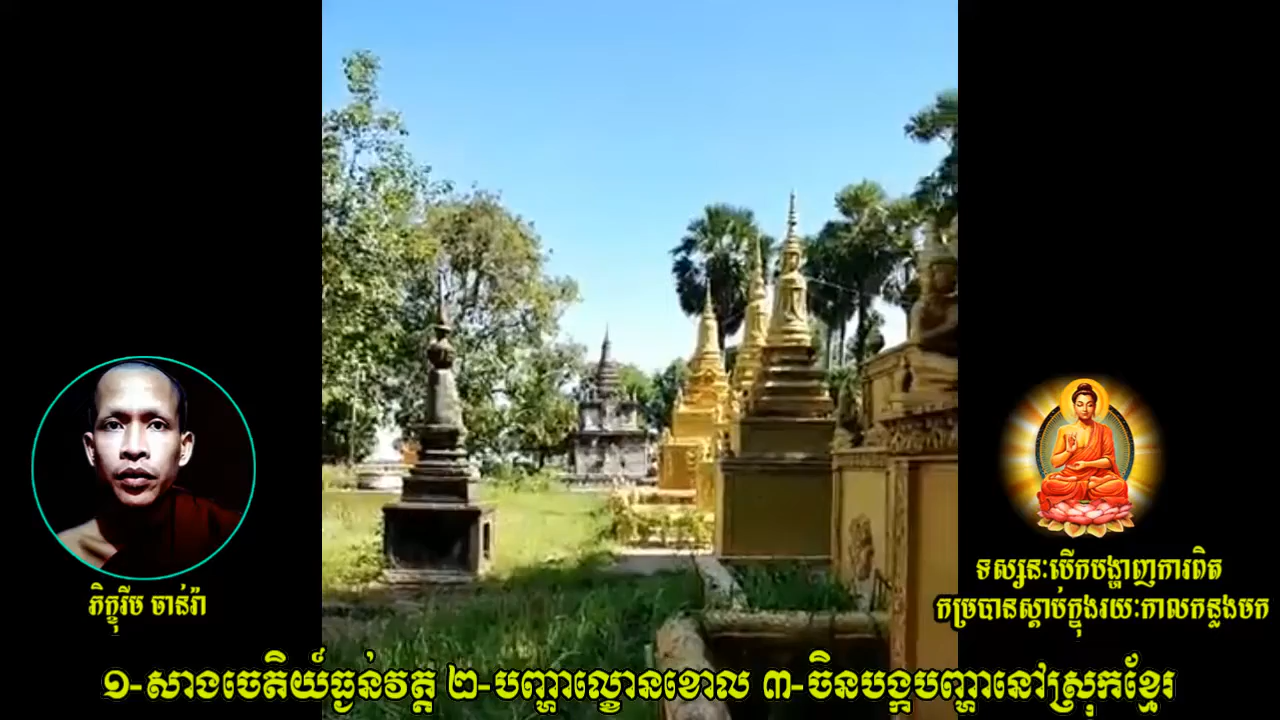 ភិក្ខុរីម ចាន់រ៉ា
ទស្សនៈបើកបង្ហាញការពិត
កម្របានស្តាប់ក្នុងរយៈកាលកន្លងមក
១-សាងចេតិយ៍ធ្ងន់វត្ត ២-បញ្ហាល្ខោនខោល ៣-ចិនបង្កបញ្ហានៅស្រុកខ្មែរ